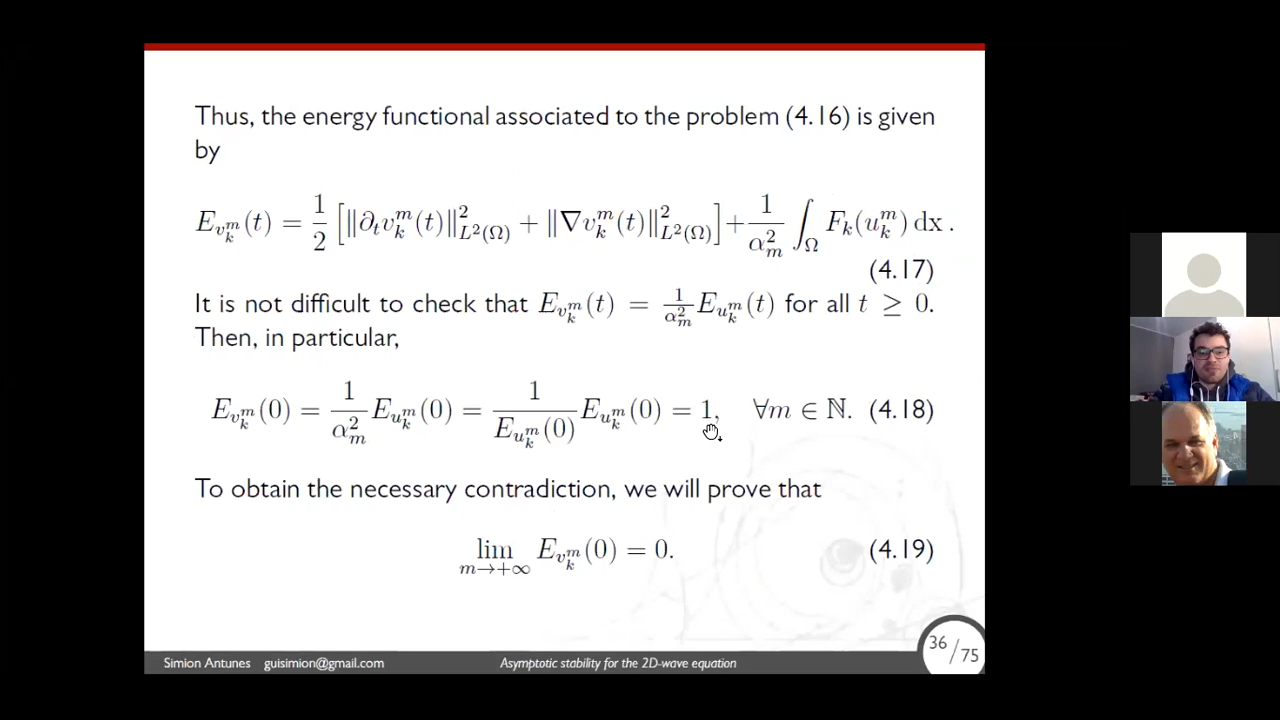 Thus, the energy functional associated to the problem (4.16) is given
by
$E_{v_k^m}(t) = \frac{1}{2} \left[ \|\partial_t v_k^m(t)\|_{L^2(\Omega)}^2 + \|\nabla v_k^m(t)\|_{L^2(\Omega)}^2 \right] + \frac{1}{\alpha_m^2} \int_\Omega F_k(u_k^m) \, \mathrm{dx} \, .$
(4.17)
It is not difficult to check that $E_{v_k^m}(t) = \frac{1}{\alpha_m^2} E_{u_k^m}(t)$ for all $t \geq 0$.
Then, in particular,
$E_{v_k^m}(0) = \frac{1}{\alpha_m^2} E_{u_k^m}(0) = \frac{1}{E_{u_k^m}(0)} E_{u_k^m}(0) = 1, \quad \forall m \in \mathbb{N}.$ (4.18)
To obtain the necessary contradiction, we will prove that
$\lim_{m \to +\infty} E_{v_k^m}(0) = 0.$ (4.19)
36/75
Simion Antunes guisimion@gmail.com Asymptotic stability for the 2D-wave equation